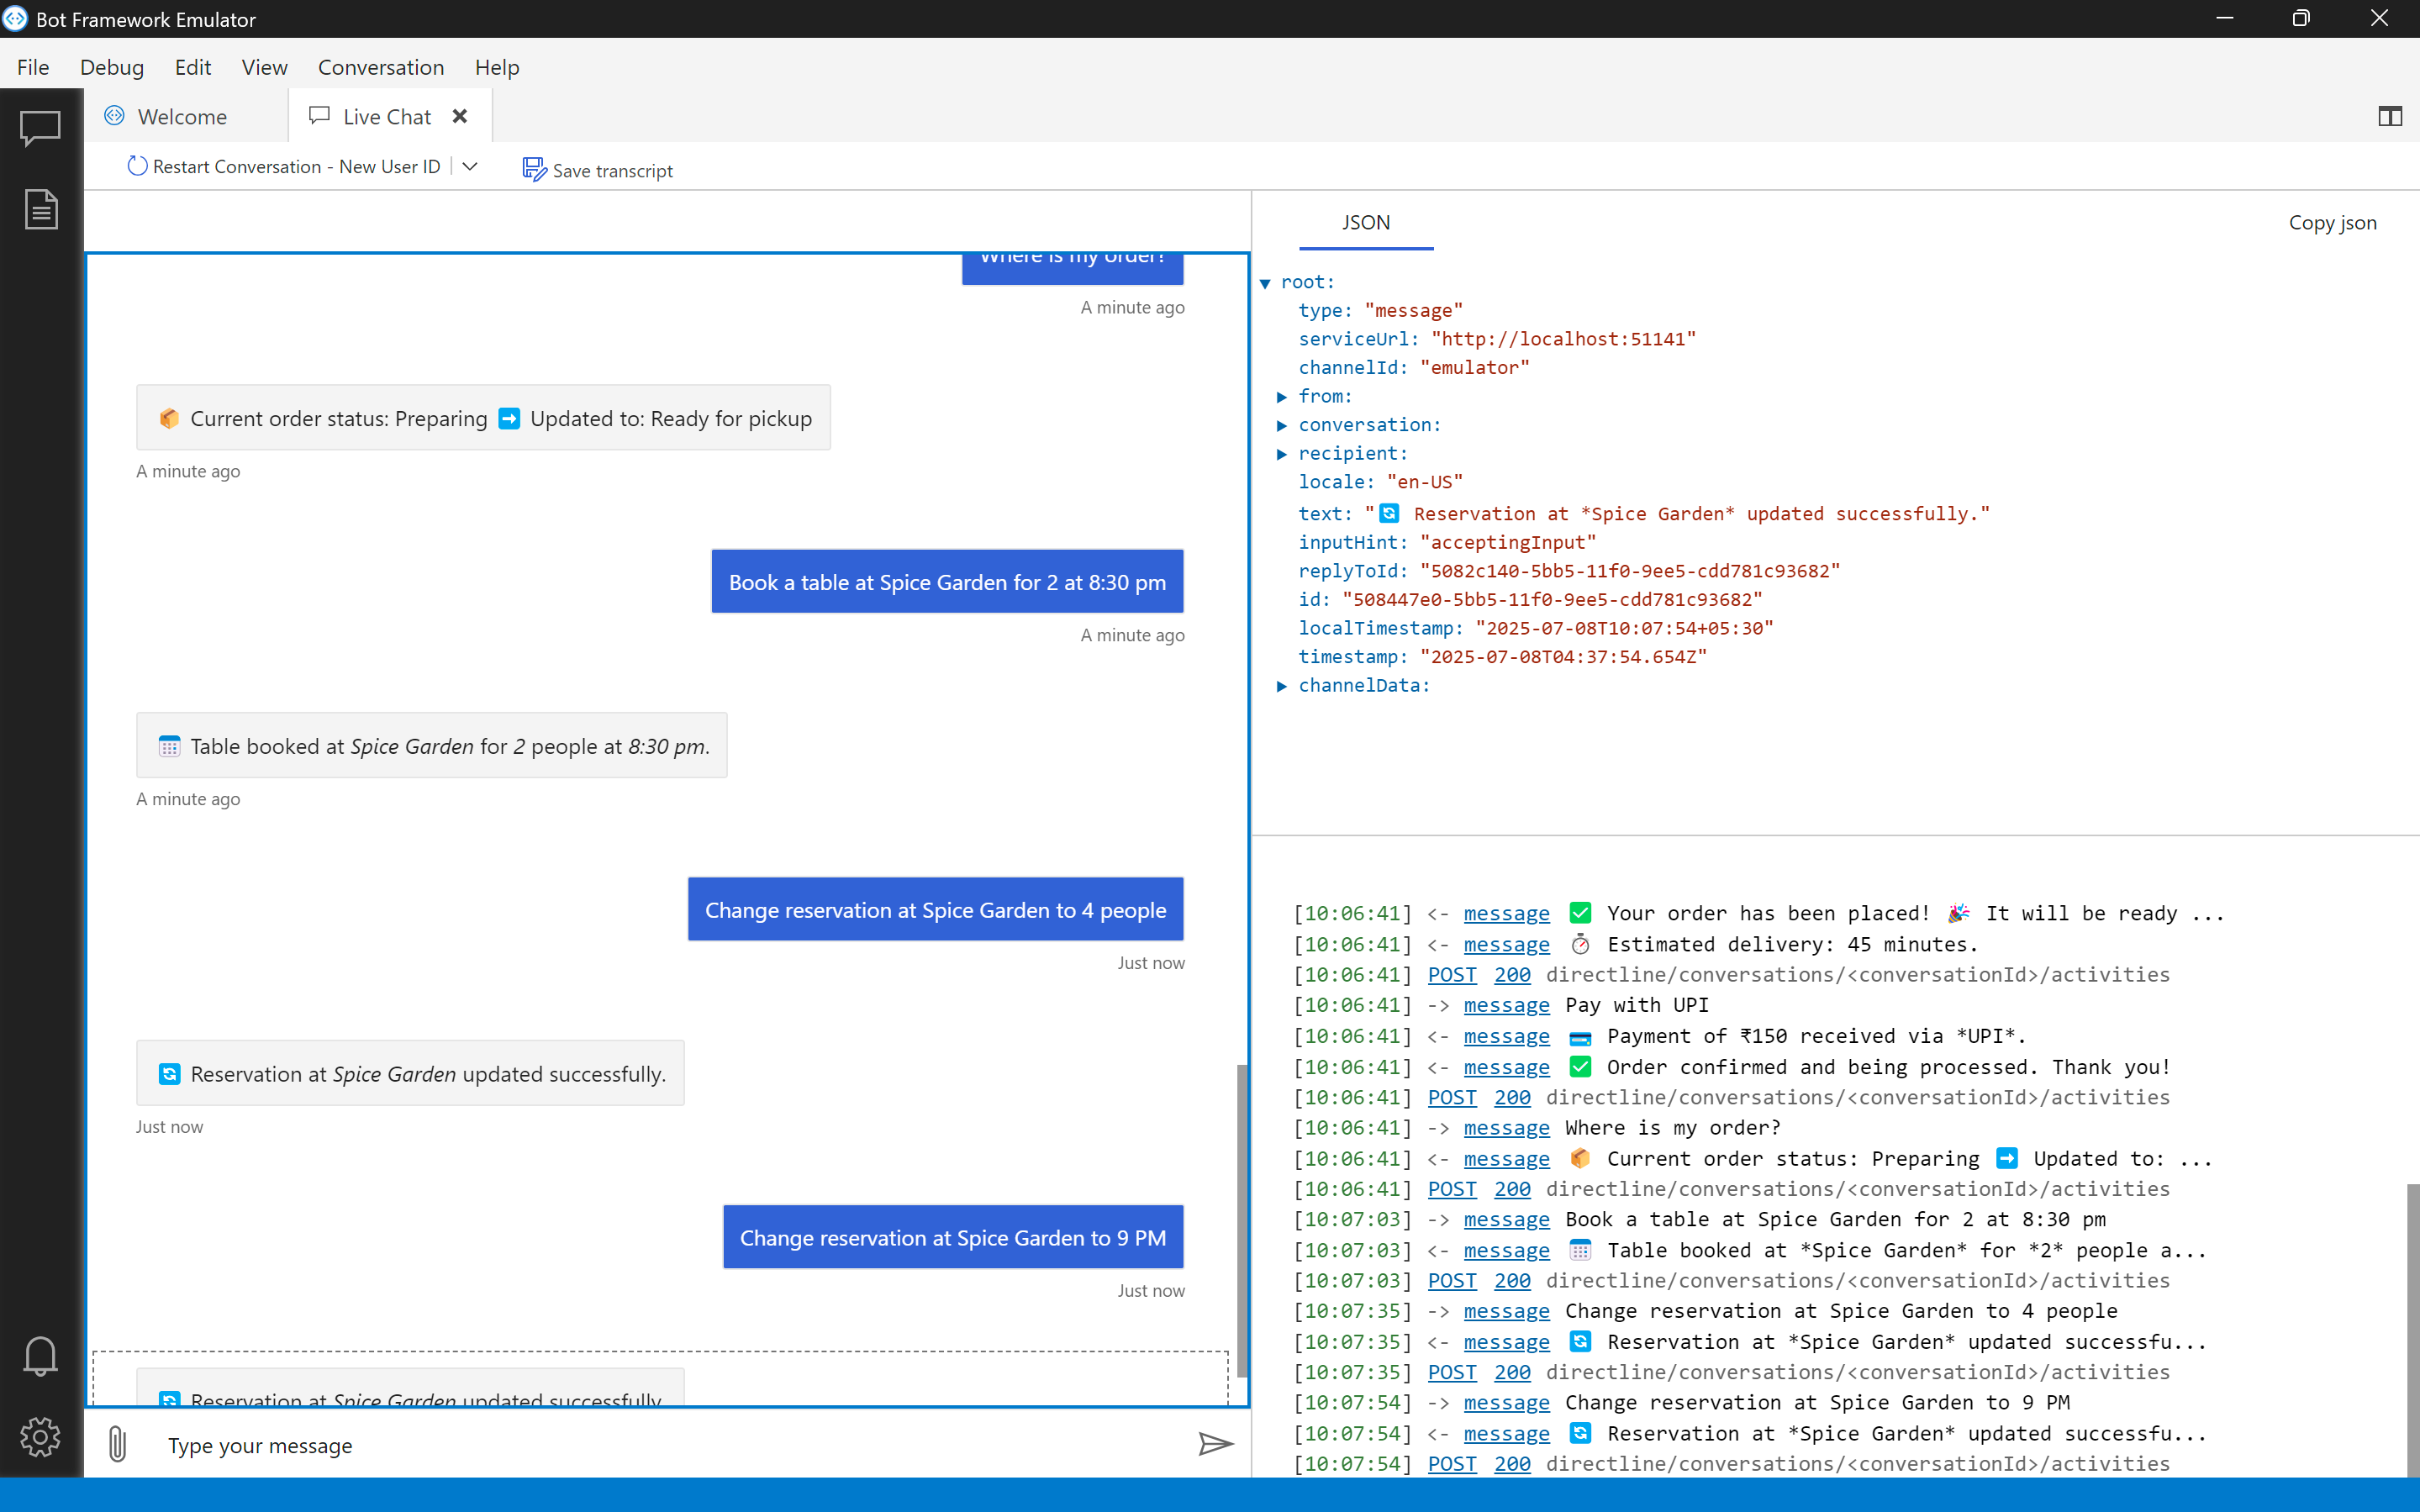 Bot Framework Emulator
File Debug Edit View Conversation Help
Welcome
Live Chat
Restart Conversation - New User ID
Save transcript
Where is my order?
A minute ago
📦 Current order status: Preparing ➡️ Updated to: Ready for pickup
A minute ago
Book a table at Spice Garden for 2 at 8:30 pm
A minute ago
Table booked at Spice Garden for 2 people at 8:30 pm.
A minute ago
Change reservation at Spice Garden to 4 people
Just now
🔄 Reservation at Spice Garden updated successfully.
Just now
Change reservation at Spice Garden to 9 PM
Just now
🔄 Reservation at Spice Garden updated successfully.
Type your message
JSON
Copy json
root:
type: "message"
serviceUrl: "http://localhost:51141"
channelId: "emulator"
from:
conversation:
recipient:
locale: "en-US"
text: "🔄 Reservation at *Spice Garden* updated successfully."
inputHint: "acceptingInput"
replyToId: "5082c140-5bb5-11f0-9ee5-cdd781c93682"
id: "508447e0-5bb5-11f0-9ee5-cdd781c93682"
localTimestamp: "2025-07-08T10:07:54+05:30"
timestamp: "2025-07-08T04:37:54.654Z"
channelData:
[10:06:41] <- message ✅ Your order has been placed! 🎉 It will be ready ...
[10:06:41] <- message ⏱ Estimated delivery: 45 minutes.
[10:06:41] POST 200 directline/conversations/<conversationId>/activities
[10:06:41] -> message Pay with UPI
[10:06:41] <- message 💳 Payment of ₹150 received via *UPI*.
[10:06:41] <- message ✅ Order confirmed and being processed. Thank you!
[10:06:41] POST 200 directline/conversations/<conversationId>/activities
[10:06:41] -> message Where is my order?
[10:06:41] <- message 📦 Current order status: Preparing ➡️ Updated to: ...
[10:06:41] POST 200 directline/conversations/<conversationId>/activities
[10:07:03] -> message Book a table at Spice Garden for 2 at 8:30 pm
[10:07:03] <- message Table booked at *Spice Garden* for *2* people a...
[10:07:03] POST 200 directline/conversations/<conversationId>/activities
[10:07:35] -> message Change reservation at Spice Garden to 4 people
[10:07:35] <- message 🔄 Reservation at *Spice Garden* updated successfu...
[10:07:35] POST 200 directline/conversations/<conversationId>/activities
[10:07:54] -> message Change reservation at Spice Garden to 9 PM
[10:07:54] <- message 🔄 Reservation at *Spice Garden* updated successfu...
[10:07:54] POST 200 directline/conversations/<conversationId>/activities